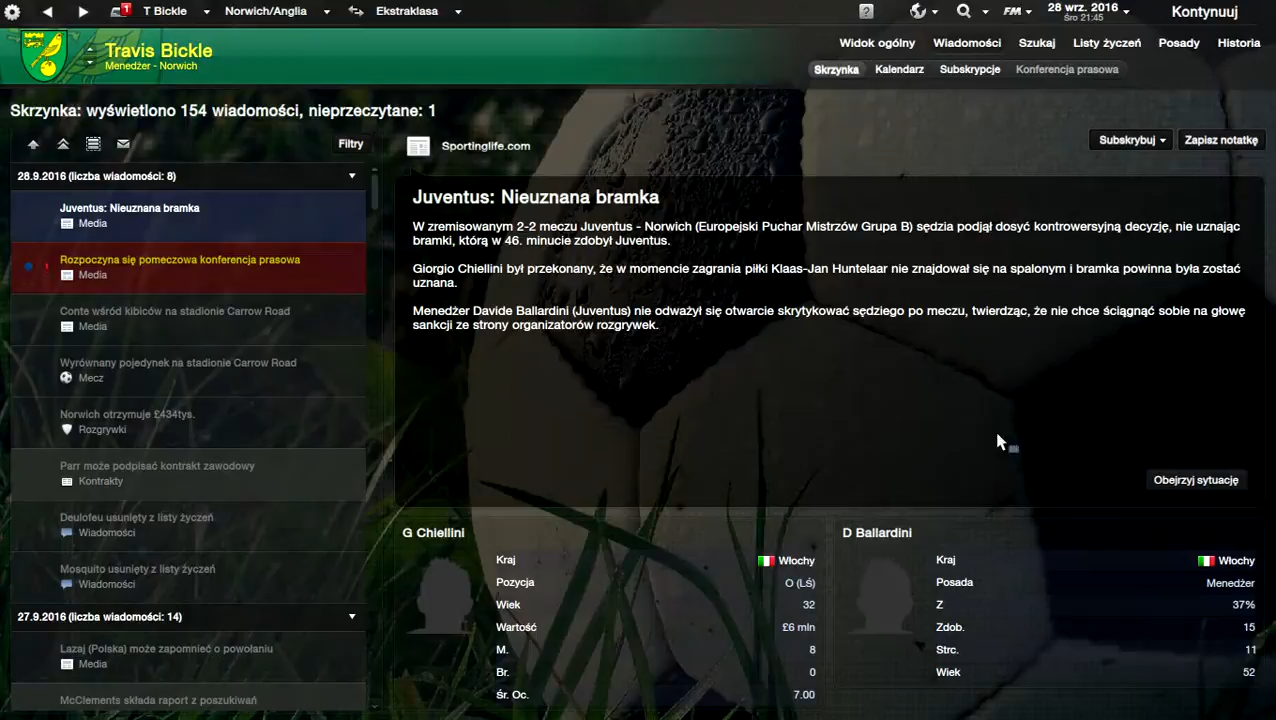 T Bickle
Norwich/Anglia
Ekstraklasa
?
FM
28 wrz. 2016
Śro 21:45
Kontynuuj
1
Travis Bickle
Menedżer - Norwich
Widok ogólny
Wiadomości
Szukaj
Listy życzeń
Posady
Historia
Skrzynka
Kalendarz
Subskrypcje
Konferencja prasowa
Skrzynka: wyświetlono 154 wiadomości, nieprzeczytane: 1
Filtry
28.9.2016 (liczba wiadomości: 8)
Juventus: Nieuznana bramka
Media
Rozpoczyna się pomeczowa konferencja prasowa
Media
Conte wśród kibiców na stadionie Carrow Road
Media
Wyrównany pojedynek na stadionie Carrow Road
Mecz
Norwich otrzymuje £434tys.
Rozgrywki
Parr może podpisać kontrakt zawodowy
Kontrakty
Deulofeu usunięty z listy życzeń
Wiadomości
Mosquito usunięty z listy życzeń
Wiadomości
27.9.2016 (liczba wiadomości: 14)
Lazaj (Polska) może zapomnieć o powołaniu
Media
McClements składa raport z poszukiwań
Sportinglife.com
Subskrybuj
Zapisz notatkę
Juventus: Nieuznana bramka
W zremisowanym 2-2 meczu Juventus - Norwich (Europejski Puchar Mistrzów Grupa B) sędzia podjął dosyć kontrowersyjną decyzję, nie uznając
bramki, którą w 46. minucie zdobył Juventus.
Giorgio Chiellini był przekonany, że w momencie zagrania piłki Klaas-Jan Huntelaar nie znajdował się na spalonym i bramka powinna była zostać
uznana.
Menedżer Davide Ballardini (Juventus) nie odważył się otwarcie skrytykować sędziego po meczu, twierdząc, że nie chce ściągnąć sobie na głowę
sankcji ze strony organizatorów rozgrywek.
Obejrzyj sytuację
G Chiellini
Kraj Włochy
Pozycja O (LŚ)
Wiek 32
Wartość £6 mln
M. 8
Br. 0
Śr. Oc. 7.00
D Ballardini
Kraj Włochy
Posada Menedżer
Z 37%
Zdob. 15
Strc. 11
Wiek 52